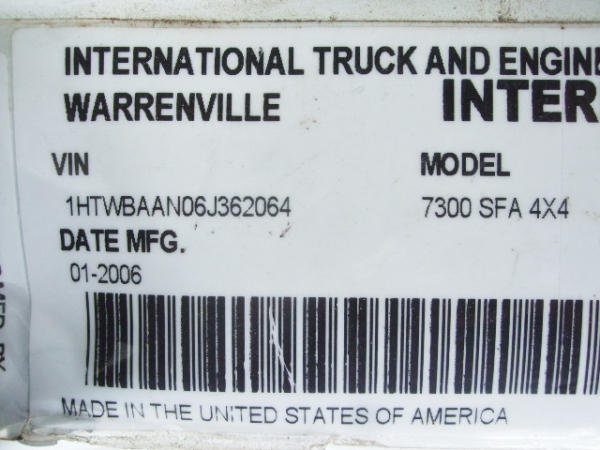 INTERNATIONAL TRUCK AND ENGINE
WARRENVILLE INTER
VIN MODEL
1HTWBAAN06J362064 7300 SFA 4X4
DATE MFG.
01-2006
MADE IN THE UNITED STATES OF AMERICA